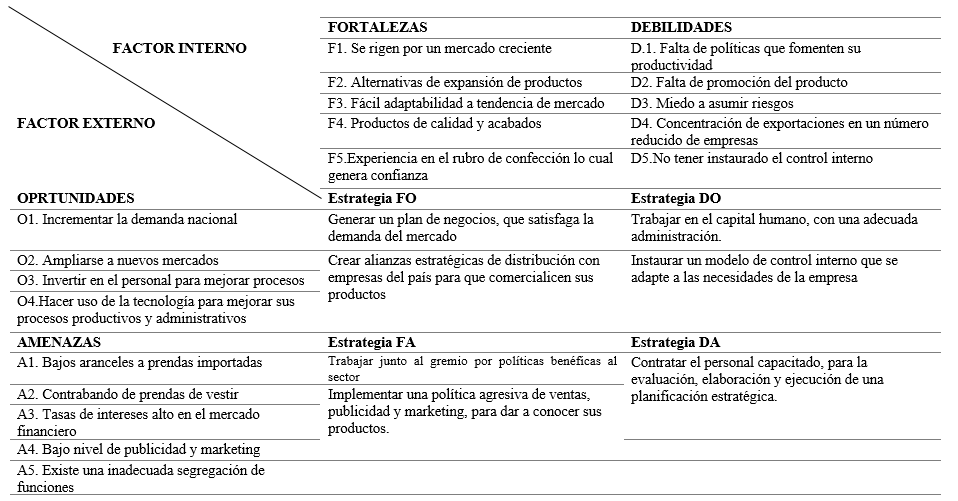 FORTALEZAS
DEBILIDADES
FACTOR INTERNO
F1. Se rigen por un mercado creciente
D.1. Falta de políticas que fomenten su
productividad
F2. Alternativas de expansión de productos
D2. Falta de promoción del producto
F3. Fácil adaptabilidad a tendencia de mercado
D3. Miedo a asumir riesgos
FACTOR EXTERNO
F4. Productos de calidad y acabados
D4. Concentración de exportaciones en un número
reducido de empresas
F5.Experiencia en el rubro de confección lo cual
genera confianza
D5.No tener instaurado el control interno
OPRTUNIDADES
Estrategia FO
Estrategia DO
O1. Incrementar la demanda nacional
Generar un plan de negocios, que satisfaga la
demanda del mercado
Trabajar en el capital humano, con una adecuada
administración.
O2. Ampliarse a nuevos mercados
O3. Invertir en el personal para mejorar procesos
O4.Hacer uso de la tecnología para mejorar sus
procesos productivos y administrativos
Crear alianzas estratégicas de distribución con
empresas del país para que comercialicen sus
productos
Instaurar un modelo de control interno que se
adapte a las necesidades de la empresa
AMENAZAS
Estrategia FA
Estrategia DA
A1. Bajos aranceles a prendas importadas
Trabajar junto al gremio por políticas benéficas al
sector
Contratar el personal capacitado, para la
evaluación, elaboración y ejecución de una
planificación estratégica.
A2. Contrabando de prendas de vestir
A3. Tasas de intereses alto en el mercado
financiero
Implementar una política agresiva de ventas,
publicidad y marketing, para dar a conocer sus
productos.
A4. Bajo nivel de publicidad y marketing
A5. Existe una inadecuada segregación de
funciones